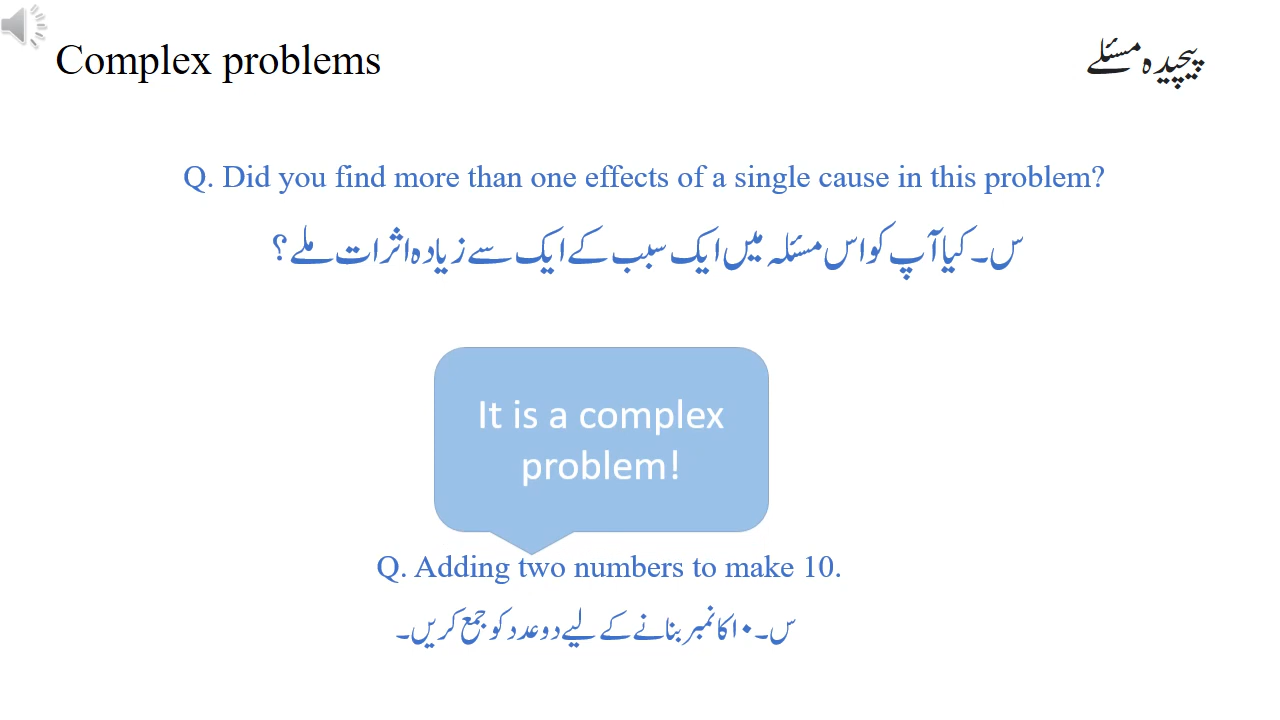 Complex problems
پیچیدہ مسئلے
Q. Did you find more than one effects of a single cause in this problem?
س۔ کیا آپ کو اس مسئلہ میں ایک سبب کے ایک سے زیادہ اثرات ملے؟
It is a complex
problem!
Q. Adding two numbers to make 10.
س۔ ۱۰ کا نمبر بنانے کے لیے دو عدد کو جمع کریں۔